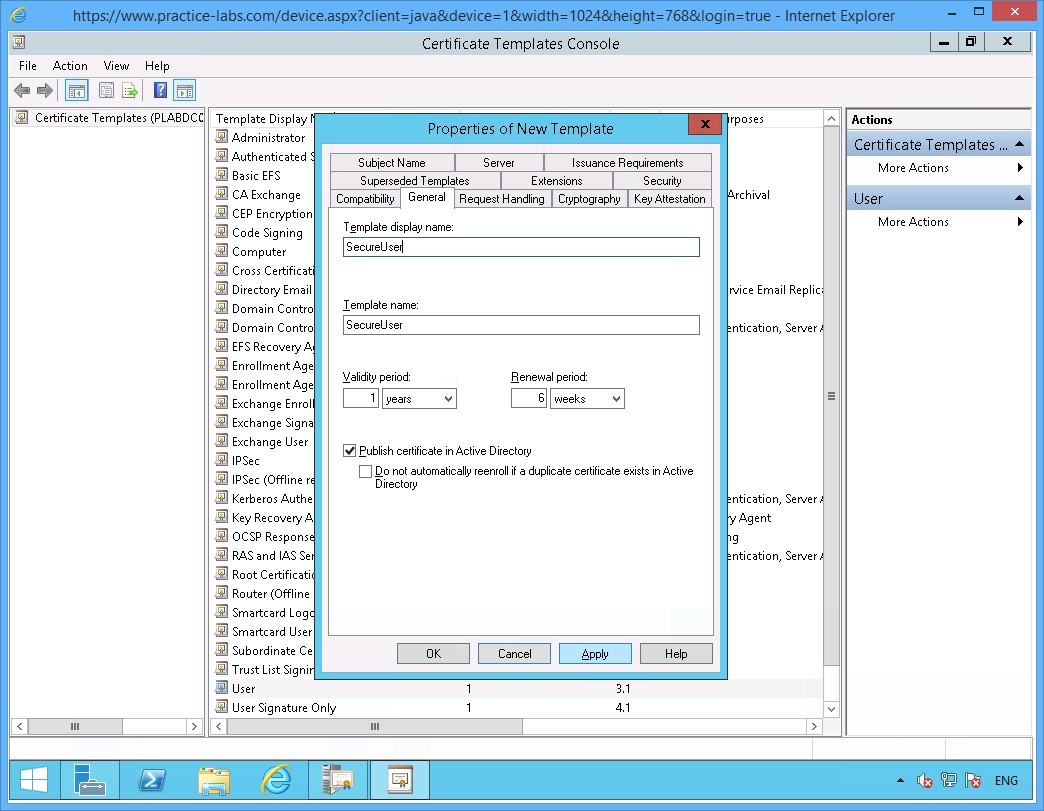 https://www.practice-labs.com/device.aspx?client=java&device=1&width=1024&height=768&login=true - Internet Explorer
Certificate Templates Console
File Action View Help
Certificate Templates (PLABDC0
Template Display
urposes
Administrator
Authenticated S
Basic EFS
CA Exchange
Archival
CEP Encryption
Code Signing
Computer
Cross Certificati
Directory Email
rvice Email Replica
Domain Contro
Domain Contro
entication, Server A
EFS Recovery Ag
Enrollment Age
Enrollment Age
Exchange Enroll
Exchange Signa
Exchange User
IPSec
IPSec (Offline re
Kerberos Authe
entication, Server A
Key Recovery A
ry Agent
OCSP Response
ng
RAS and IAS Ser
entication, Server A
Root Certificatio
Router (Offline
Smartcard Logo
Smartcard User
Subordinate Ce
Trust List Signin
User 1 3.1
User Signature Only 1 4.1
Properties of New Template
Subject Name Server Issuance Requirements
Superseded Templates Extensions Security
Compatibility General Request Handling Cryptography Key Attestation
Template display name:
SecureUser
Template name:
SecureUser
Validity period: Renewal period:
1 years 6 weeks
Publish certificate in Active Directory
Do not automatically reenroll if a duplicate certificate exists in Active
Directory
OK Cancel Apply Help
Actions
Certificate Templates ...
More Actions
User
More Actions
ENG